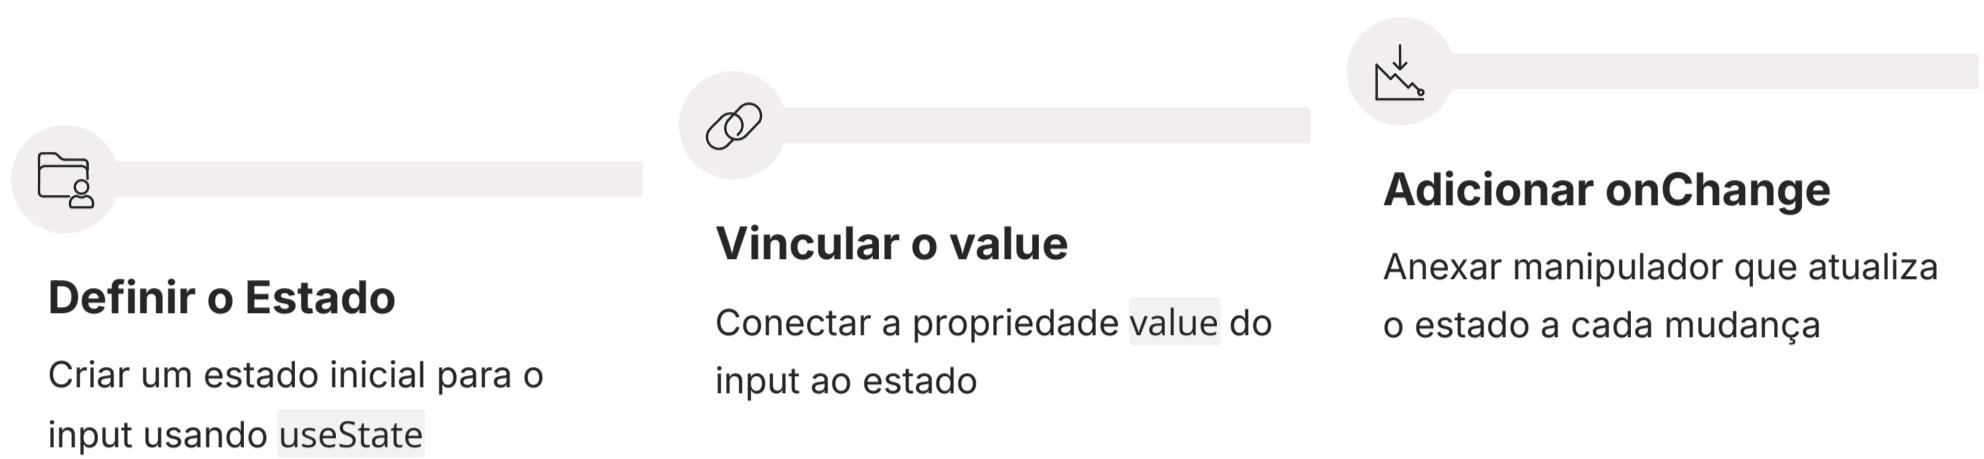 Definir o Estado
Criar um estado inicial para o
input usando useState
Vincular o value
Conectar a propriedade value do
input ao estado
Adicionar onChange
Anexar manipulador que atualiza
o estado a cada mudança